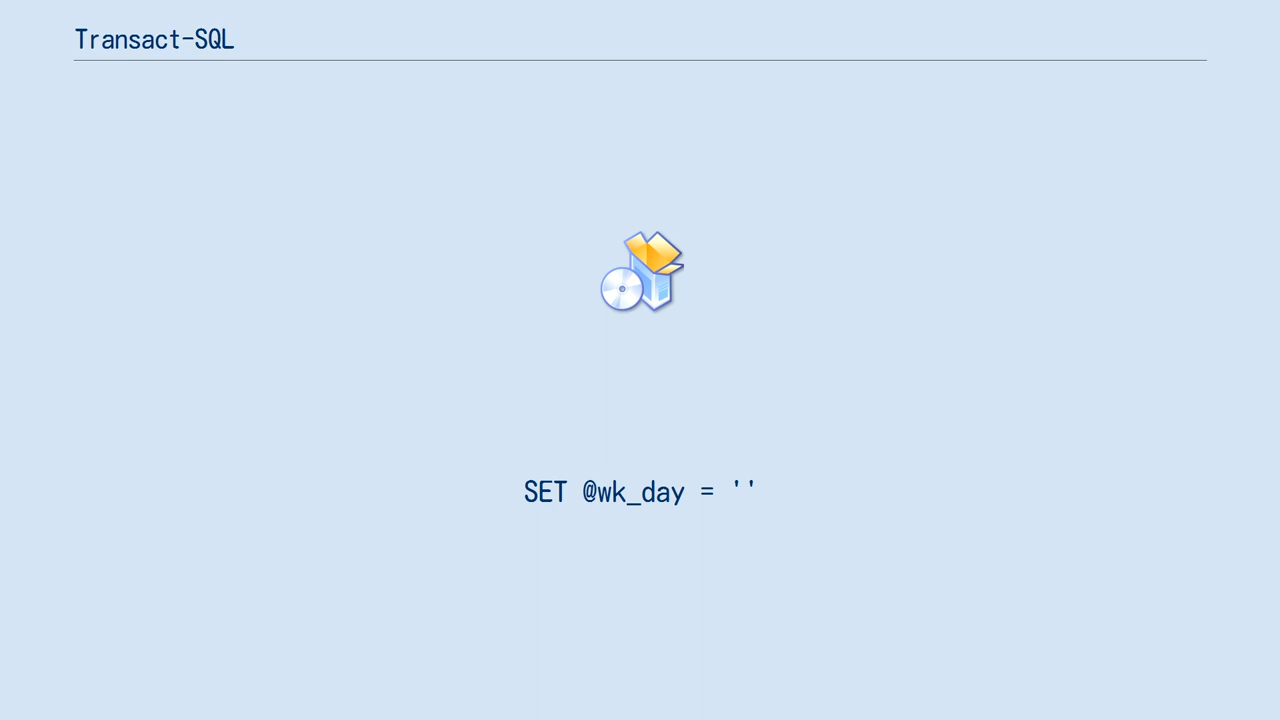 Transact-SQL
SET @wk_day = ''